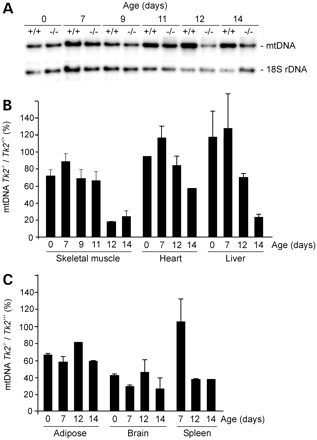 A
Age (days)
0 7 9 11 12 14
+/+ -/- +/+ -/- +/+ -/- +/+ -/- +/+ -/- +/+ -/-
- mtDNA
- 18S rDNA
B
mtDNA Tk2-/- / Tk2+/+ (%)
160
140
120
100
80
60
40
20
0
0 7 9 11 12 14 0 7 12 14 0 7 12 14 Age (days)
Skeletal muscle Heart Liver
C
mtDNA Tk2-/- / Tk2+/+ (%)
160
140
120
100
80
60
40
20
0
0 7 12 14 0 7 12 14 7 12 14 Age (days)
Adipose Brain Spleen